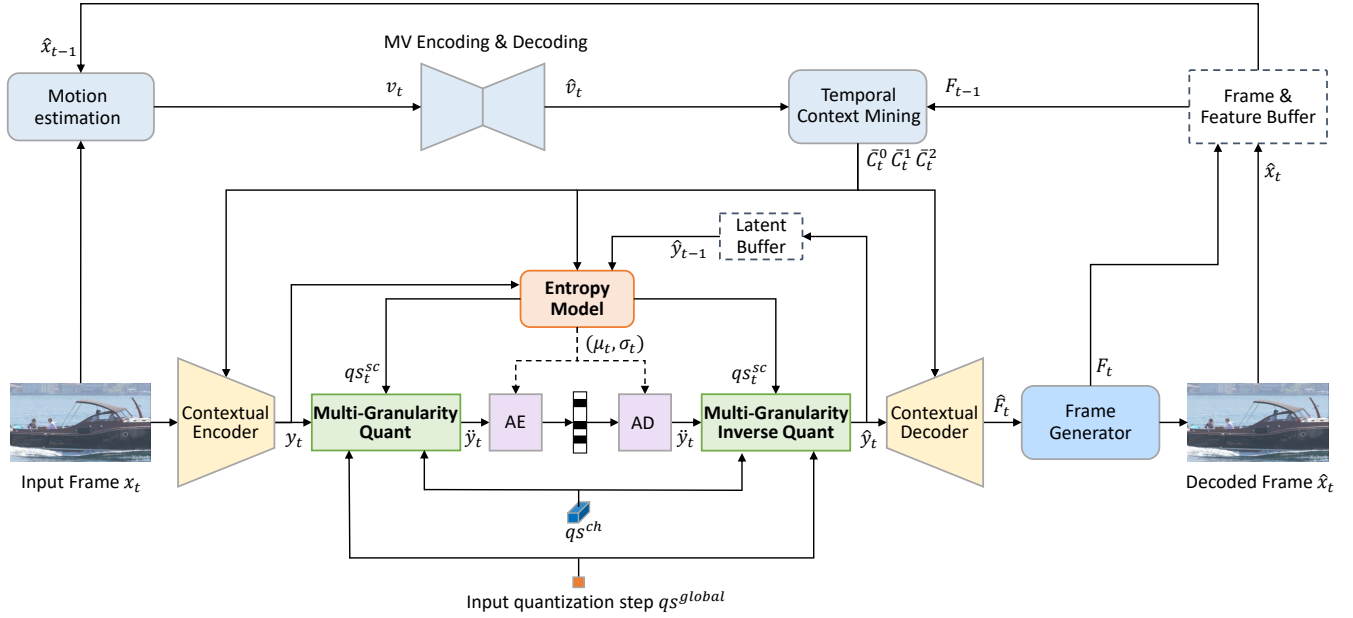 x̂_{t−1}
MV Encoding & Decoding
Motion
estimation
v_t
v̂_t
Temporal
Context Mining
F_{t−1}
Frame &
Feature Buffer
C̄_t^0 C̄_t^1 C̄_t^2
x̂_t
Latent
Buffer
ŷ_{t−1}
Entropy
Model
(μ_t, σ_t)
qs_t^{sc}
qs_t^{sc}
F_t
Contextual
Encoder
y_t
Multi-Granularity
Quant
ÿ_t
AE
AD
ÿ_t
Multi-Granularity
Inverse Quant
ŷ_t
Contextual
Decoder
F̂_t
Frame
Generator
Input Frame x_t
Decoded Frame x̂_t
qs^{ch}
Input quantization step qs^{global}